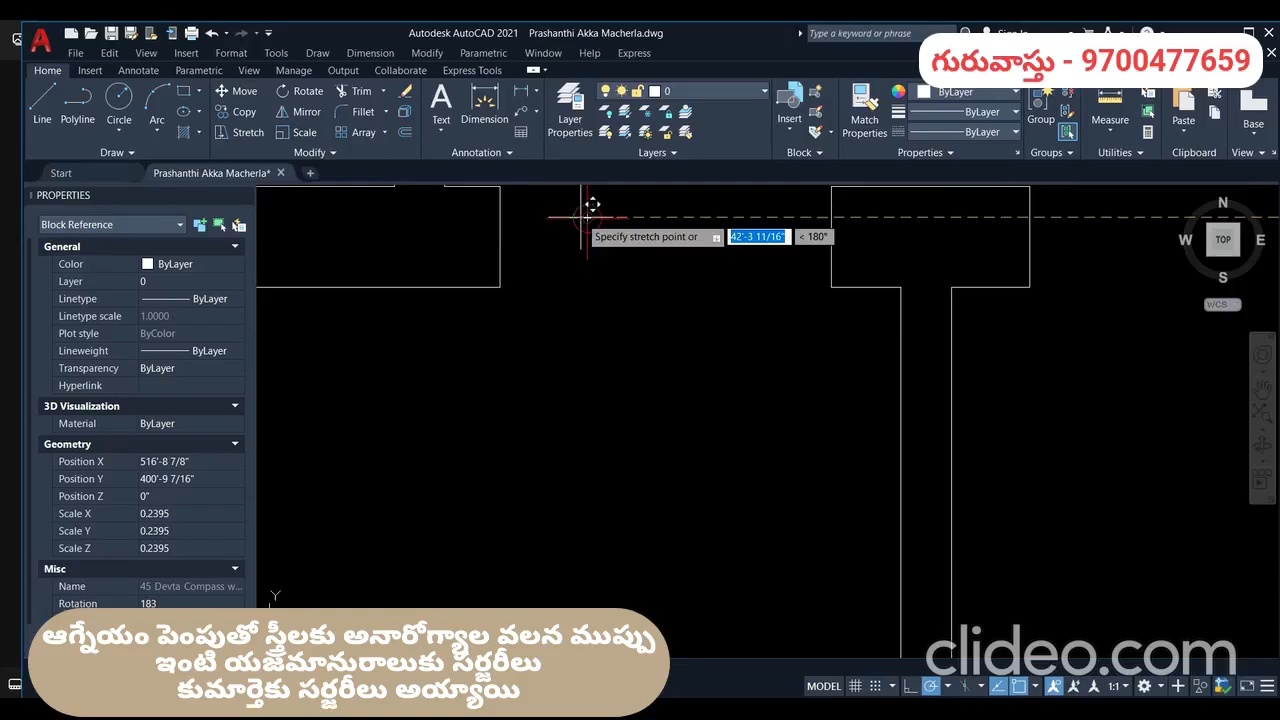 Autodesk AutoCAD 2021 Prashanthi Akka Macherla.dwg
Type a keyword or phrase
Sign In
గురువాస్తు - 9700477659
File Edit View Insert Format Tools Draw Dimension Modify Parametric Window Help Express
Home Insert Annotate Parametric View Manage Output Collaborate Express Tools
Move Rotate Trim
Copy Mirror Fillet
Stretch Scale Array
Line Polyline Circle Arc
Text Dimension
Layer Properties
0
Insert
Match Properties
ByLayer
ByLayer
ByLayer
Group Measure Paste Base
Draw Modify Annotation Layers Block Properties Groups Utilities Clipboard View
Start Prashanthi Akka Macherla*
PROPERTIES
Block Reference
General
Color ByLayer
Layer 0
Linetype ByLayer
Linetype scale 1.0000
Plot style ByColor
Lineweight ByLayer
Transparency ByLayer
Hyperlink
3D Visualization
Material ByLayer
Geometry
Position X 516'-8 7/8"
Position Y 400'-9 7/16"
Position Z 0"
Scale X 0.2395
Scale Y 0.2395
Scale Z 0.2395
Misc
Name 45 Devta Compass w...
Rotation 183
Specify stretch point or 42'-3 11/16" < 180°
N
W TOP E
S
WCS
Y
ఆగ్నేయం పెంపుతో స్త్రీలకు అనారోగ్యాల వలన ముప్పు
ఇంటి యజమానురాలుకు సర్జరీలు
కుమార్తెకు సర్జరీలు అయ్యాయి
clideo.com
MODEL 1:1